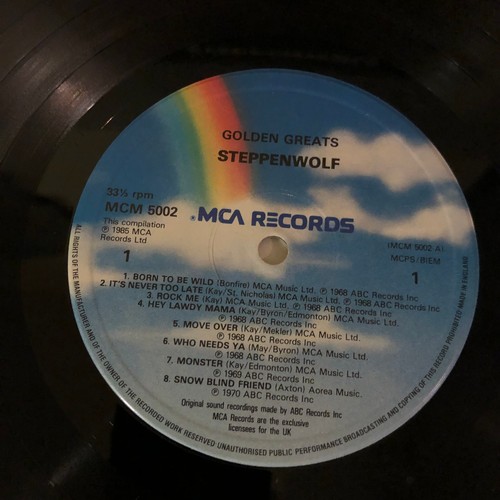 GOLDEN GREATS
STEPPENWOLF
33⅓ rpm
MCM 5002
This compilation
℗ 1985 MCA
Records Ltd
1
*MCA RECORDS
(MCM 5002 A)
MCPS/BIEM
1
1. BORN TO BE WILD (Bonfire) MCA Music Ltd. ℗ 1968 ABC Records Inc
2. IT'S NEVER TOO LATE (Kay/St. Nicholas) MCA Music Ltd. ℗ 1968 ABC Records Inc
3. ROCK ME (Kay) MCA Music Ltd. ℗ 1968 ABC Records Inc
4. HEY LAWDY MAMA (Kay/Byron/Edmonton) MCA Music Ltd.
℗ 1968 ABC Records Inc
5. MOVE OVER (Kay/Mekler) MCA Music Ltd.
℗ 1968 ABC Records Inc
6. WHO NEEDS YA (May/Byron) MCA Music Ltd.
℗ 1968 ABC Records Inc
7. MONSTER (Kay/Edmonton) MCA Music Ltd.
℗ 1969 ABC Records Inc
8. SNOW BLIND FRIEND (Axton) Aorea Music.
℗ 1970 ABC Records Inc
Original sound recordings made by ABC Records Inc
MCA Records are the exclusive
licensees for the UK
ALL RIGHTS OF THE MANUFACTURER AND OF THE OWNER OF THE RECORDED WORK RESERVED UNAUTHORISED PUBLIC PERFORMANCE BROADCASTING AND COPYING OF THIS RECORD PROHIBITED MADE IN ENGLAND